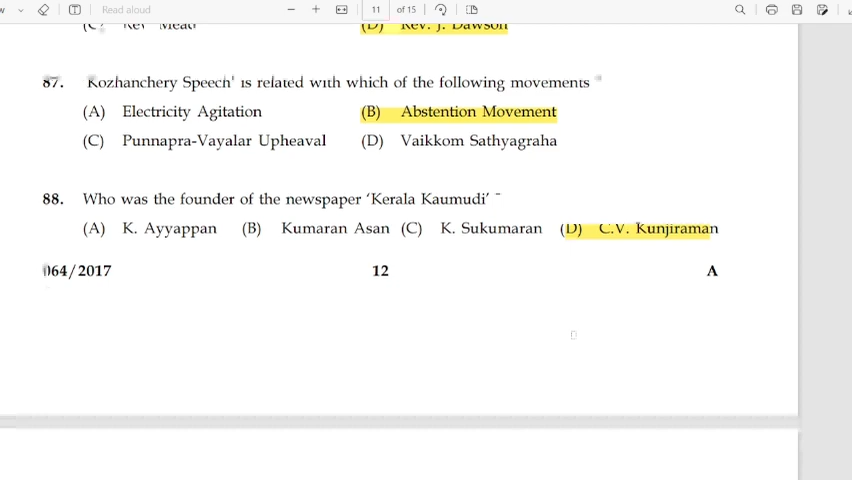 Read aloud 11 of 15
(C) Rev Mead (D) Rev. J. Dawson
87. Kozhanchery Speech' is related with which of the following movements
(A) Electricity Agitation (B) Abstention Movement
(C) Punnapra-Vayalar Upheaval (D) Vaikkom Sathyagraha
88. Who was the founder of the newspaper ‘Kerala Kaumudi’
(A) K. Ayyappan (B) Kumaran Asan (C) K. Sukumaran (D) C.V. Kunjiraman
064/2017 12 A